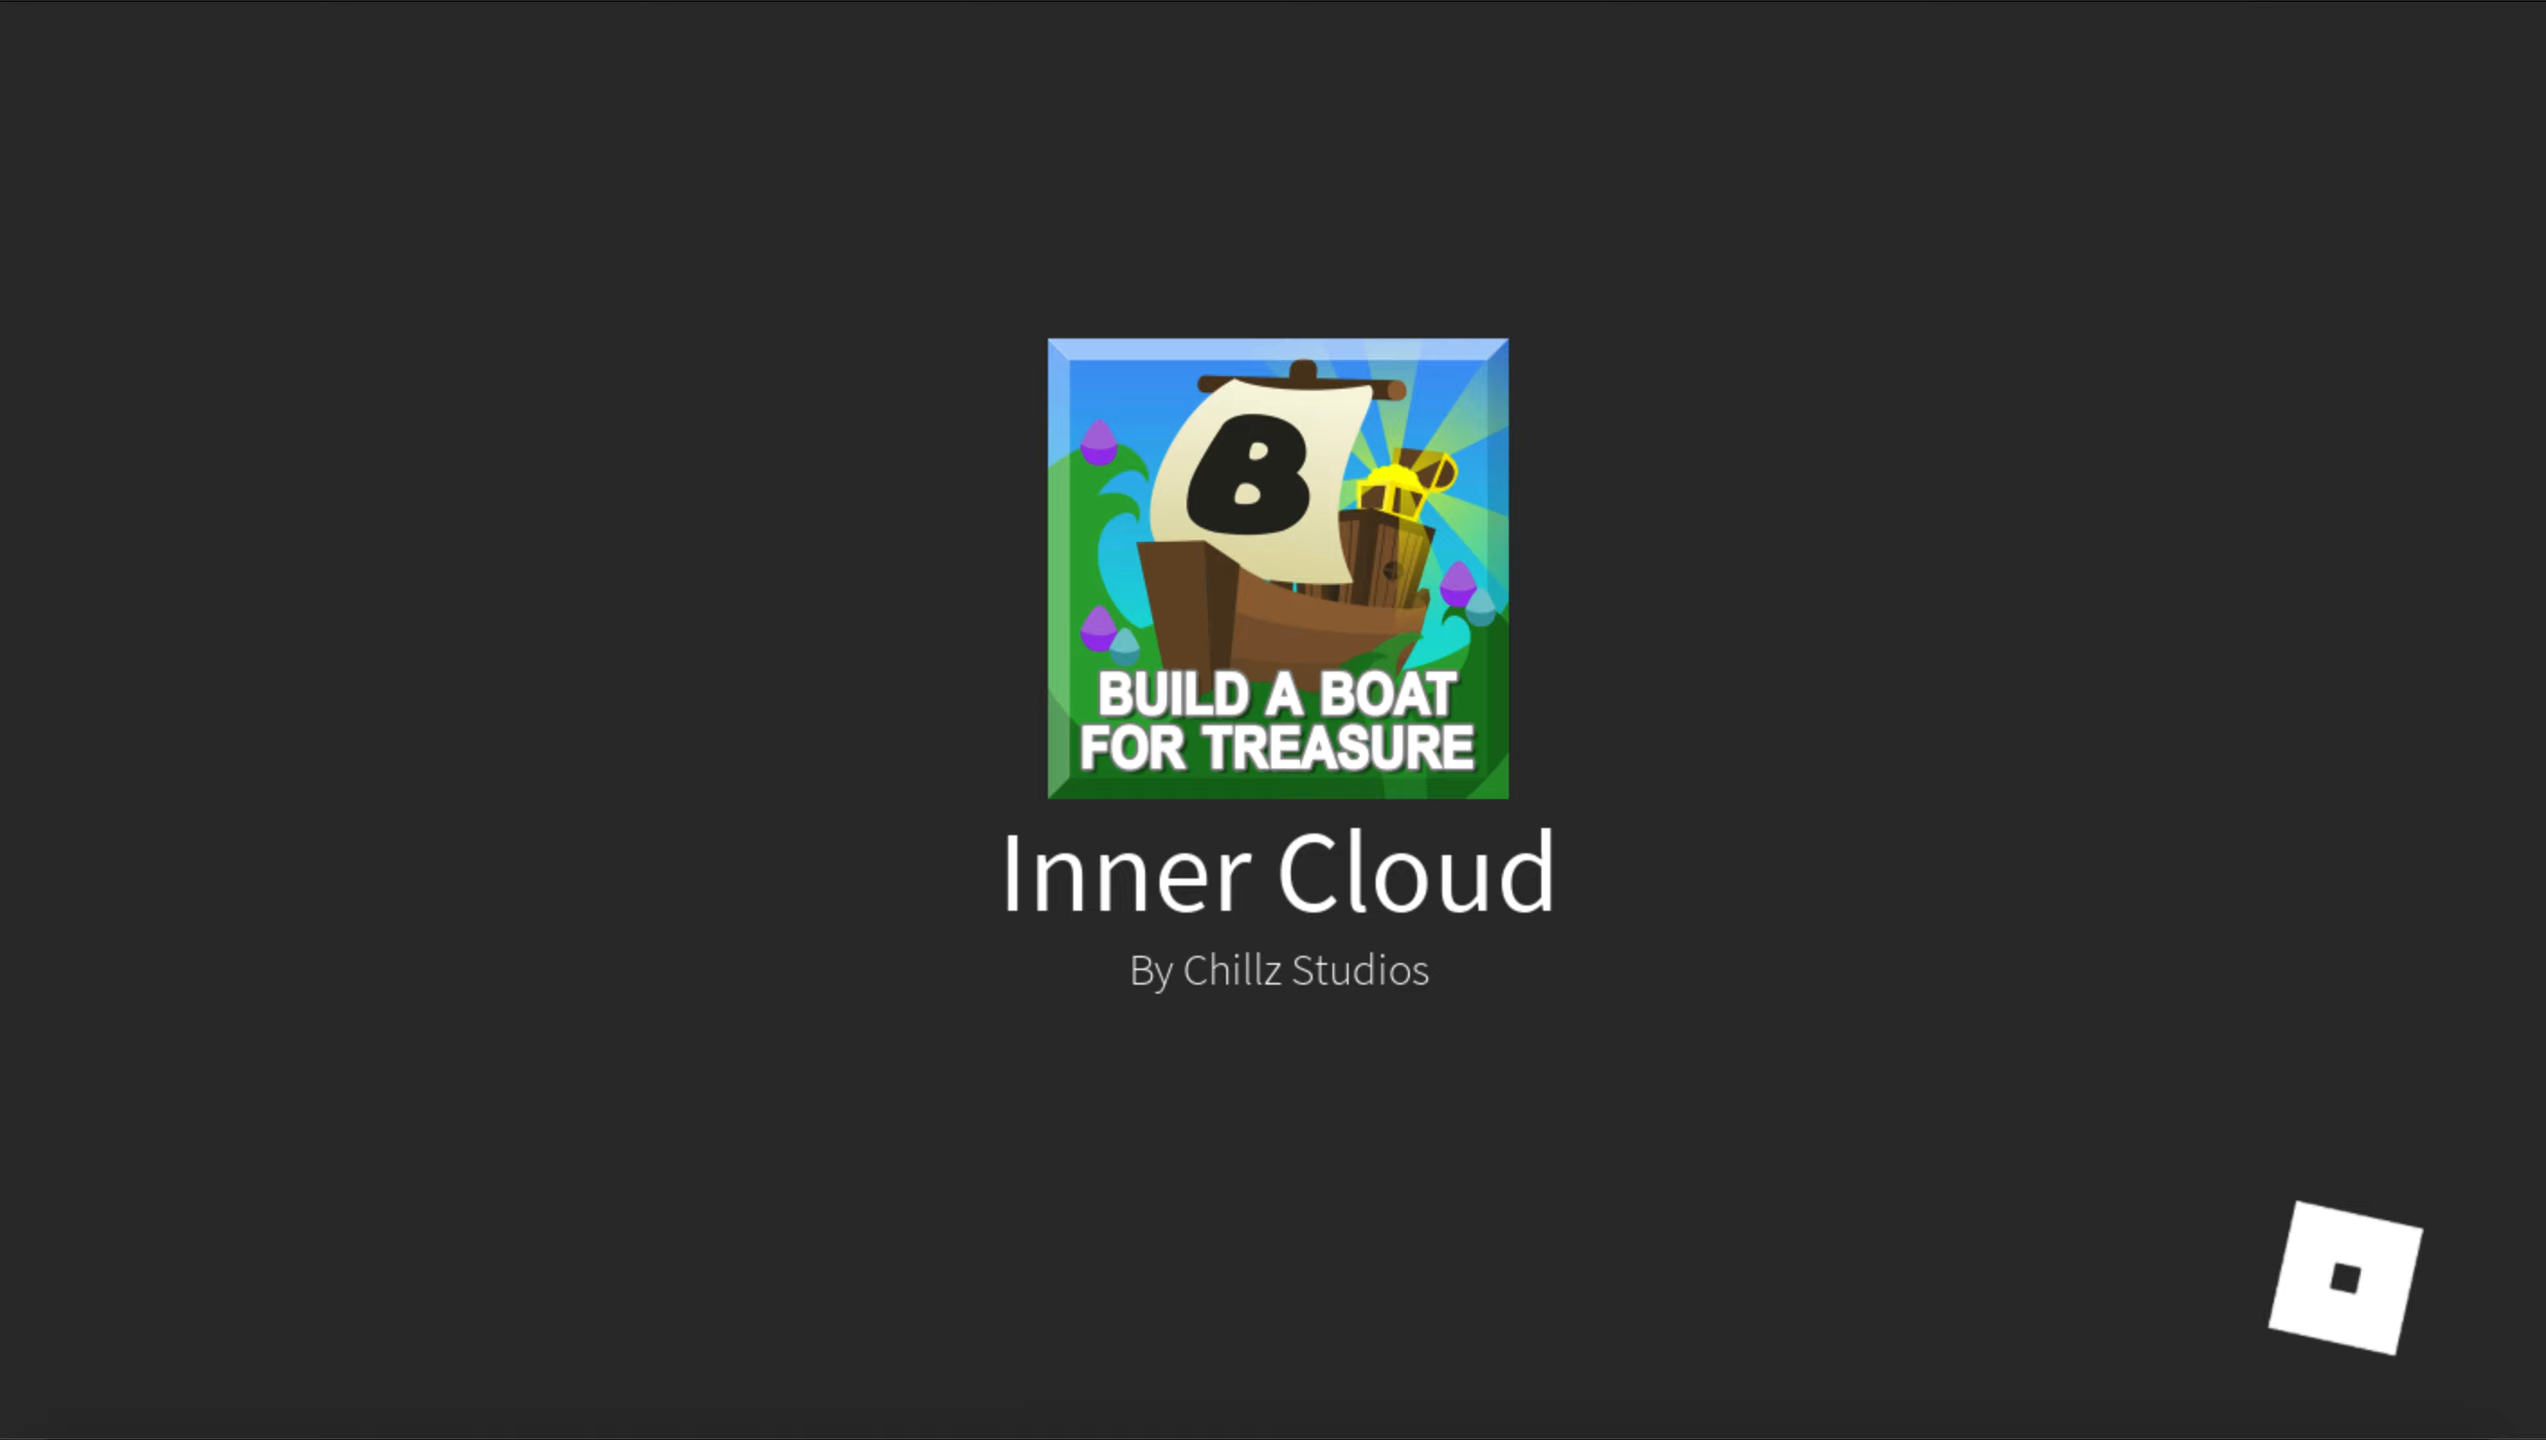 B
BUILD A BOAT
FOR TREASURE
Inner Cloud
By Chillz Studios